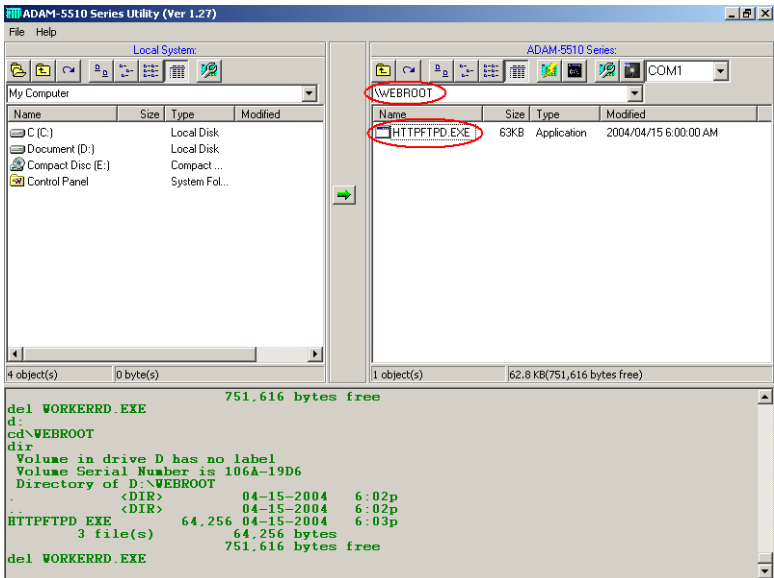 ADAM-5510 Series Utility (Ver 1.27)
File Help
Local System:
My Computer
Name Size Type Modified
C (C:) Local Disk
Document (D:) Local Disk
Compact Disc (E:) Compact ...
Control Panel System Fol...
4 object(s) 0 byte(s)
ADAM-5510 Series:
COM1
\WEBROOT
Name Size Type Modified
HTTPFTPD.EXE 63KB Application 2004/04/15 6:00:00 AM
1 object(s) 62.8 KB(751,616 bytes free)
751,616 bytes free
del WORKERRD.EXE
d:
cd\WEBROOT
dir
Volume in drive D has no label
Volume Serial Number is 106A-19D6
Directory of D:\WEBROOT
. <DIR> 04-15-2004 6:02p
.. <DIR> 04-15-2004 6:02p
HTTPFTPD EXE 64,256 04-15-2004 6:03p
3 file(s) 64,256 bytes
751,616 bytes free
del WORKERRD.EXE